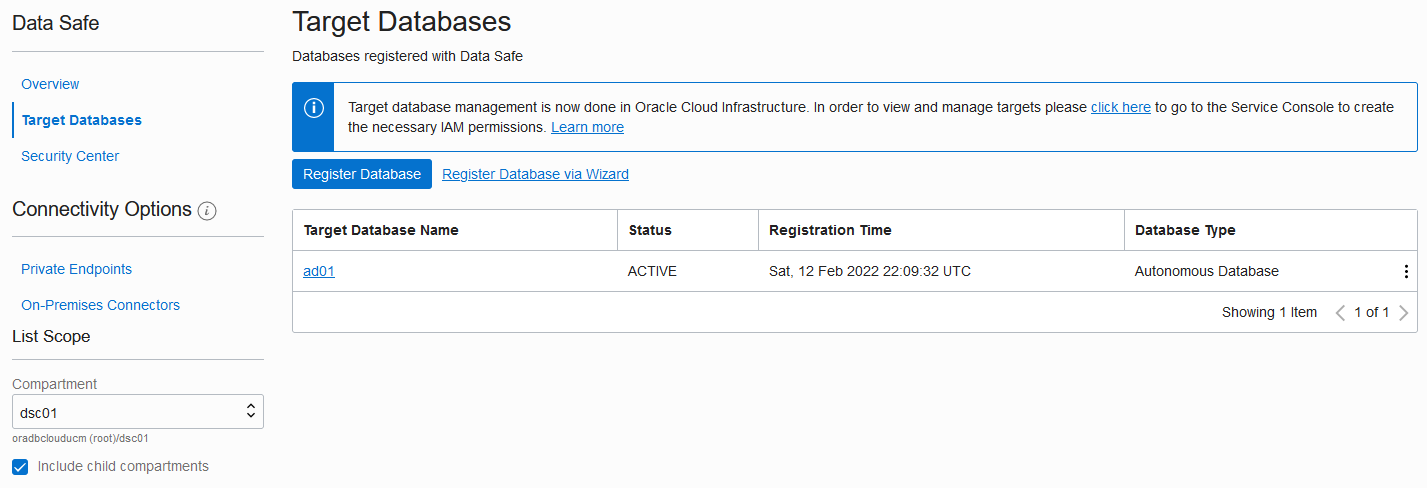 Data Safe
Overview
Target Databases
Security Center
Connectivity Options
Private Endpoints
On-Premises Connectors
List Scope
Compartment
dsc01
oradbclouducm (root)/dsc01
Include child compartments
Target Databases
Databases registered with Data Safe
Target database management is now done in Oracle Cloud Infrastructure. In order to view and manage targets please click here to go to the Service Console to create
the necessary IAM permissions. Learn more
Register Database Register Database via Wizard
Target Database Name Status Registration Time Database Type
ad01 ACTIVE Sat, 12 Feb 2022 22:09:32 UTC Autonomous Database
Showing 1 Item 1 of 1